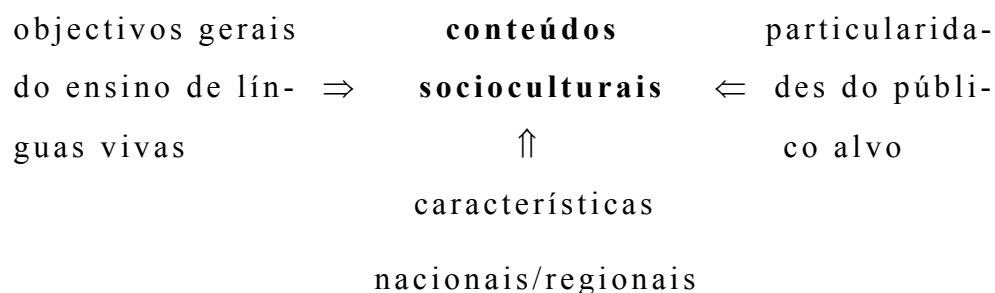 objectivos gerais conteúdos particularida-
do ensino de lín- ⇒ socioculturais ⇐ des do públi-
guas vivas ⇑ co alvo
características
nacionais/regionais